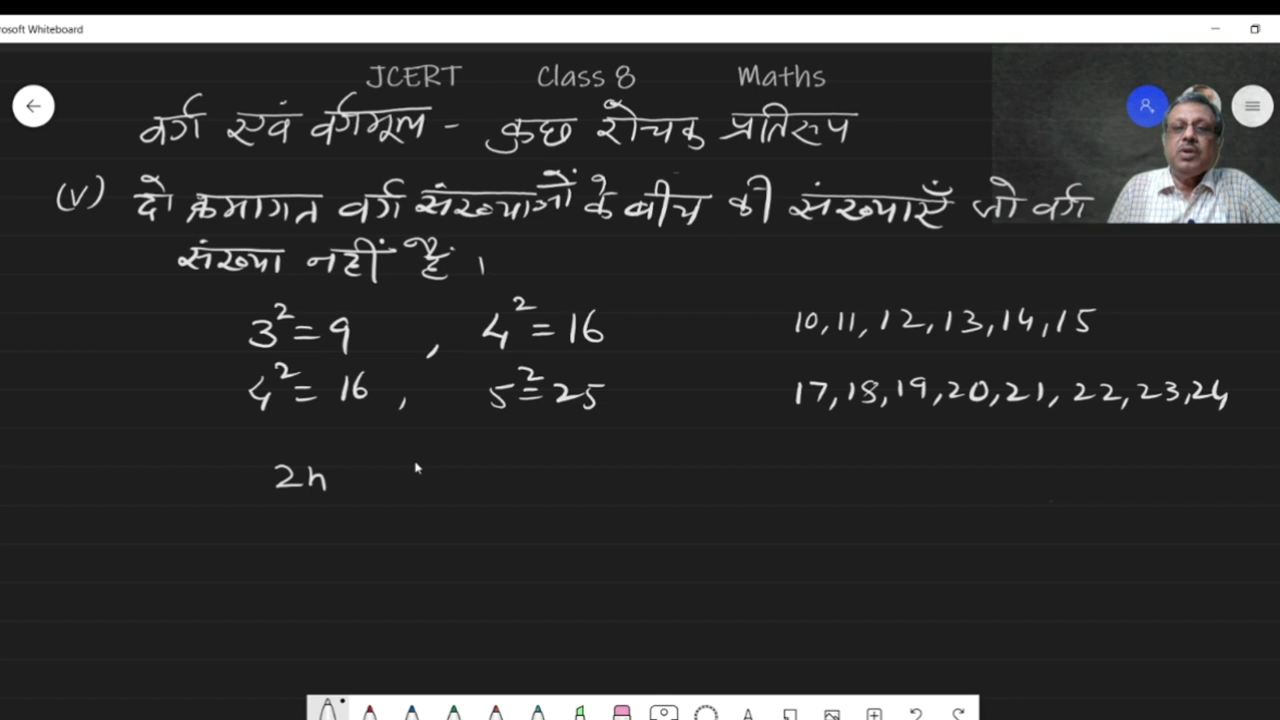 rosoft Whiteboard
JCERT Class 8 Maths
वर्ग एवं वर्गमूल - कुछ रोचक प्रतिरुप
(v) दो क्रमागत वर्ग संख्याओं के बीच की संख्याएँ जो वर्ग
संख्या नहीं है ।
3² = 9 , 4² = 16 10, 11, 12, 13, 14, 15
4² = 16 , 5² = 25 17, 18, 19, 20, 21, 22, 23, 24
2n